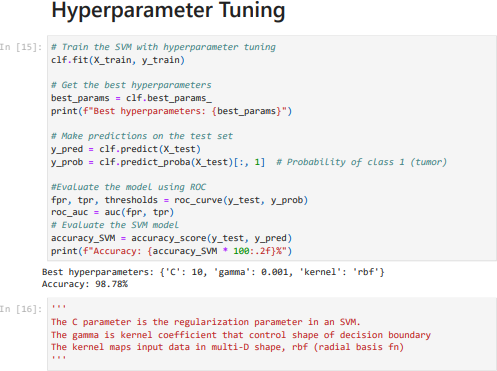 Hyperparameter Tuning
In [15]:
# Train the SVM with hyperparameter tuning
clf.fit(X_train, y_train)
# Get the best hyperparameters
best_params = clf.best_params_
print(f"Best hyperparameters: {best_params}")
# Make predictions on the test set
y_pred = clf.predict(X_test)
y_prob = clf.predict_proba(X_test)[:, 1]  # Probability of class 1 (tumor)
#Evaluate the model using ROC
fpr, tpr, thresholds = roc_curve(y_test, y_prob)
roc_auc = auc(fpr, tpr)
# Evaluate the SVM model
accuracy_SVM = accuracy_score(y_test, y_pred)
print(f"Accuracy: {accuracy_SVM * 100:.2f}%")
Best hyperparameters: {'C': 10, 'gamma': 0.001, 'kernel': 'rbf'}
Accuracy: 98.78%
In [16]:
'''
The C parameter is the regularization parameter in an SVM.
The gamma is kernel coefficient that control shape of decision boundary
The kernel maps input data in multi-D shape, rbf (radial basis fn)
'''